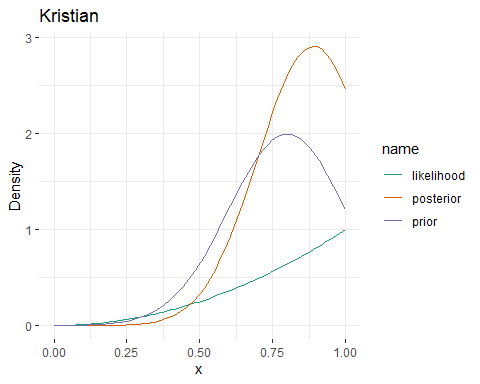 Kristian
3
2
1
0
Density
0.00
0.25
0.50
0.75
1.00
x
name
likelihood
posterior
prior